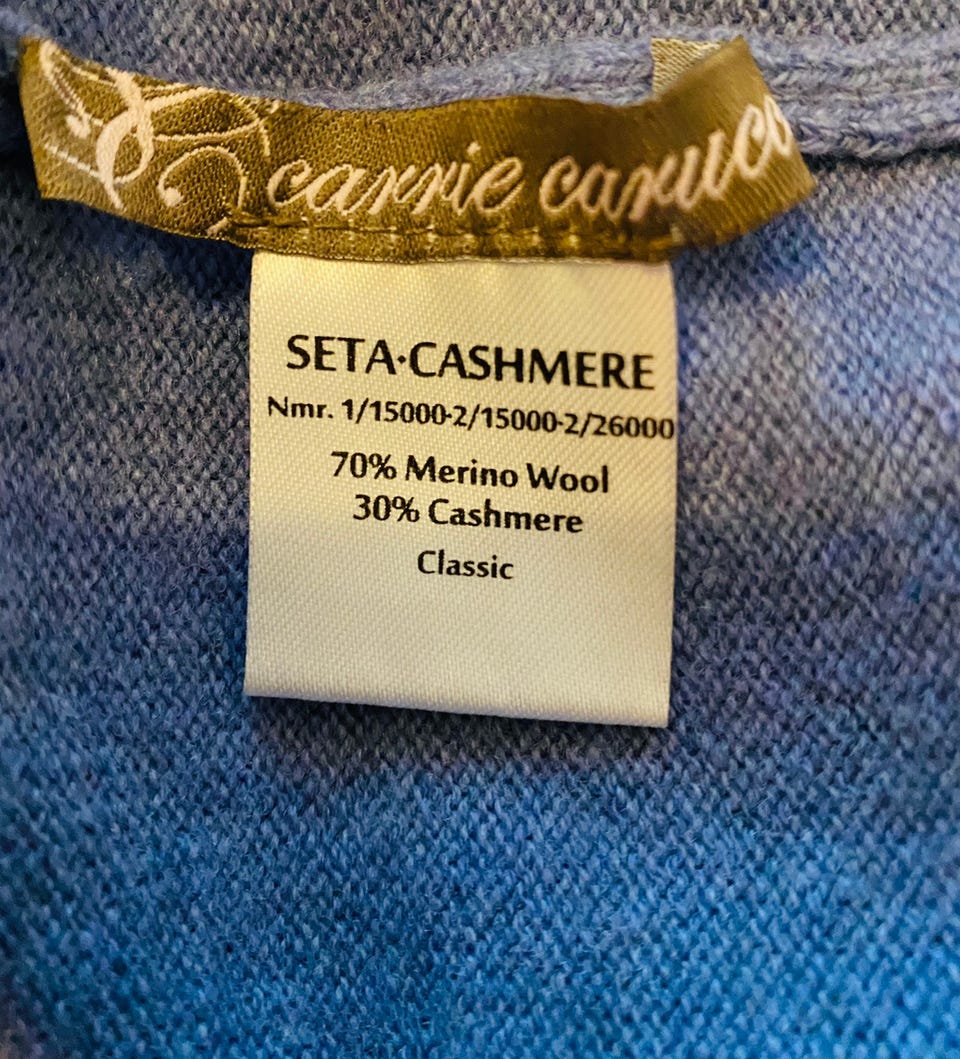 carrie caruco
SETA·CASHMERE
Nmr. 1/15000-2/15000-2/26000
70% Merino Wool
30% Cashmere
Classic